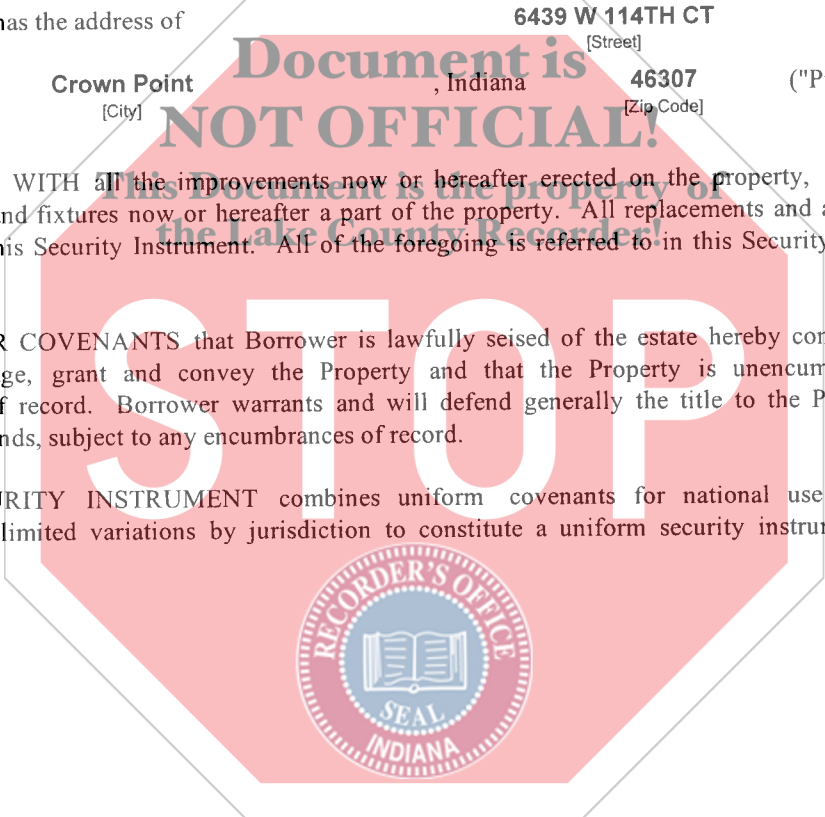 has the address of 6439 W 114TH CT
[Street]
Document is
Crown Point , Indiana 46307 ("P
[City] [Zip Code]
NOT OFFICIAL!
WITH all the improvements now or hereafter erected on the property,
This Document is the property of
and fixtures now or hereafter a part of the property. All replacements and a
the Lake County Recorder!
his Security Instrument. All of the foregoing is referred to in this Security
R COVENANTS that Borrower is lawfully seised of the estate hereby con
ge, grant and convey the Property and that the Property is unencum
f record. Borrower warrants and will defend generally the title to the P
nds, subject to any encumbrances of record.
STOP
URITY INSTRUMENT combines uniform covenants for national use
limited variations by jurisdiction to constitute a uniform security instru
RECORDER'S OFFICE
SEAL
INDIANA